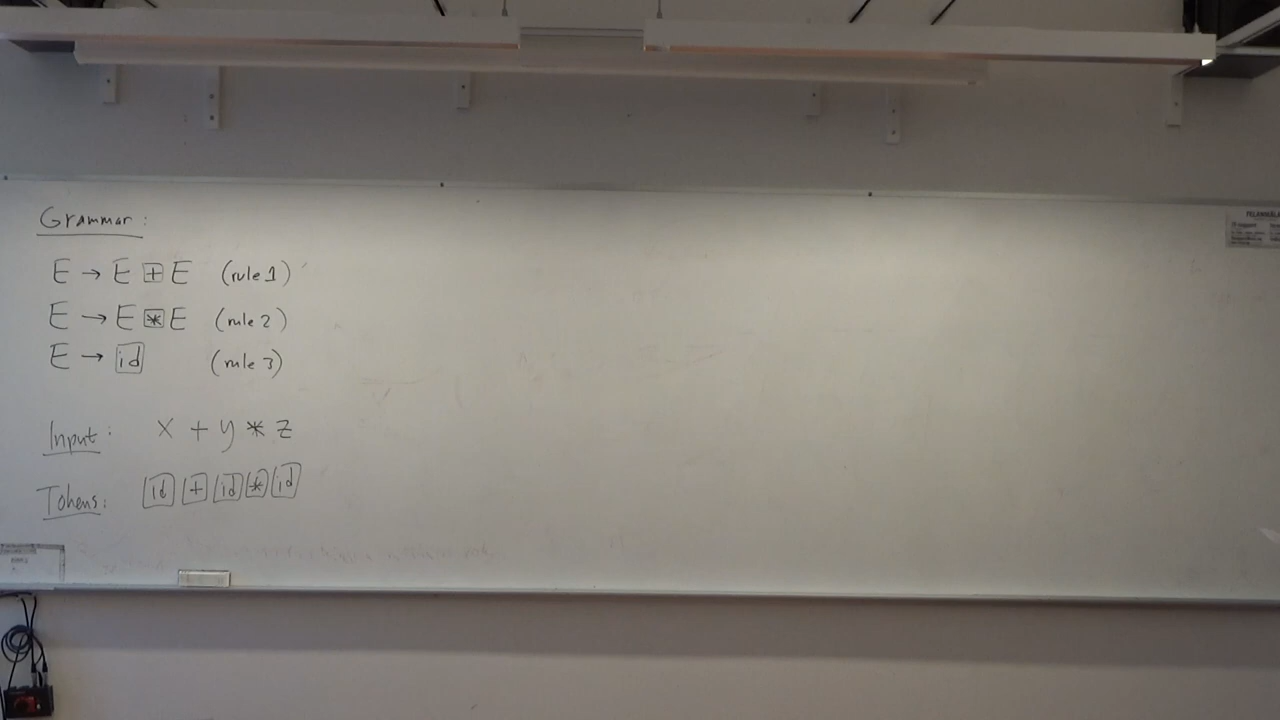 Grammar:
E → E + E (rule 1)
E → E * E (rule 2)
E → id (rule 3)
Input: x + y * z
Tokens: id + id * id